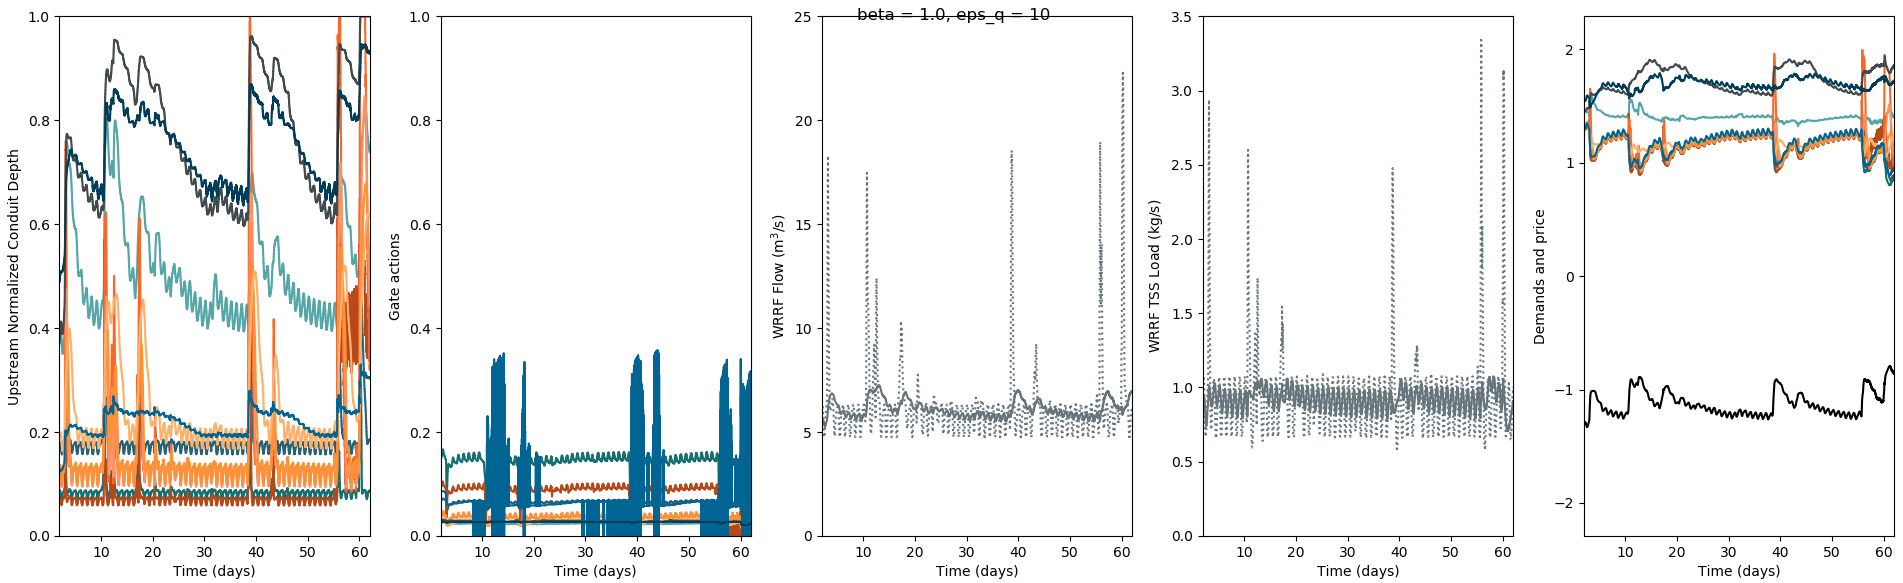 beta = 1.0, eps_q = 10
Upstream Normalized Conduit Depth
1.0
0.8
0.6
0.4
0.2
0.0
10 20 30 40 50 60
Time (days)
Gate actions
1.0
0.8
0.6
0.4
0.2
0.0
10 20 30 40 50 60
Time (days)
WRRF Flow (m³/s)
25
20
15
10
5
0
10 20 30 40 50 60
Time (days)
WRRF TSS Load (kg/s)
3.5
3.0
2.5
2.0
1.5
1.0
0.5
0.0
10 20 30 40 50 60
Time (days)
Demands and price
2
1
0
−1
−2
10 20 30 40 50 60
Time (days)